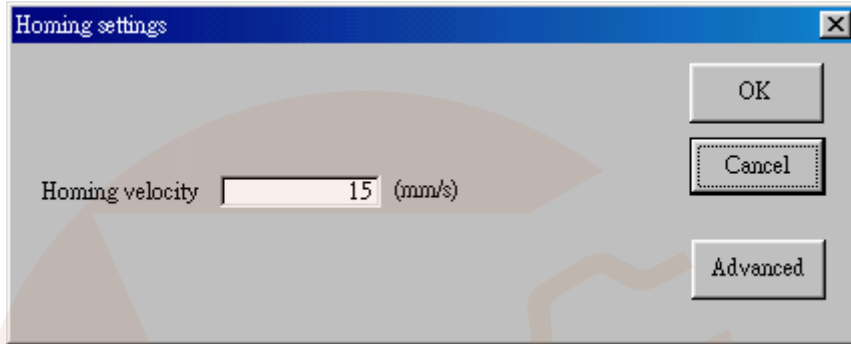 Homing settings
OK
Cancel
Homing velocity 15 (mm/s)
Advanced